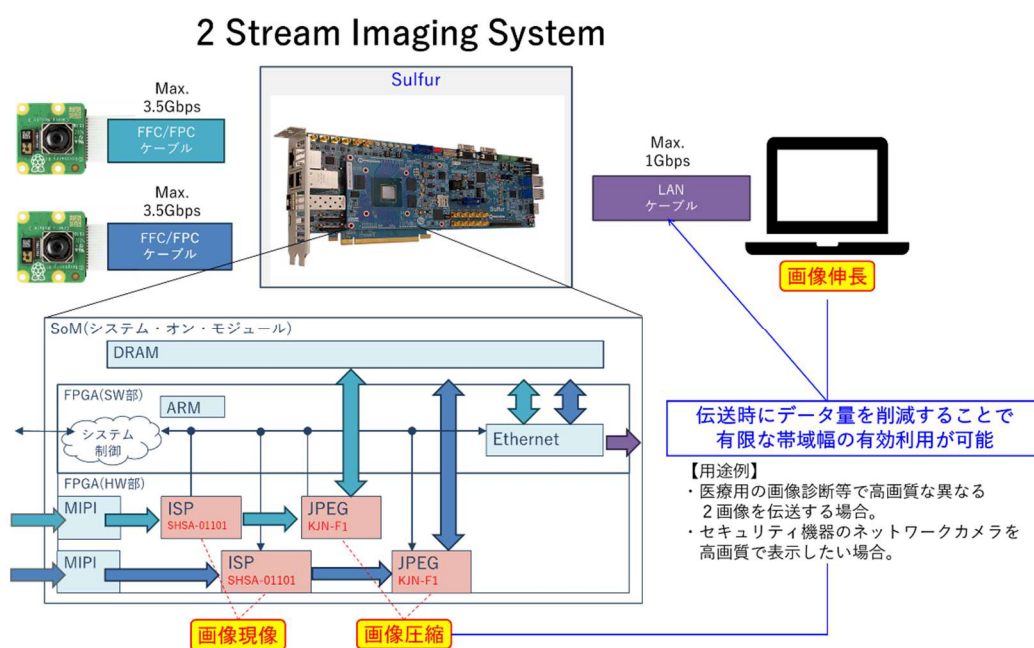 2 Stream Imaging System
Max.
3.5Gbps
FFC/FPC
ケーブル
Max.
3.5Gbps
FFC/FPC
ケーブル
Sulfur
Max.
1Gbps
LAN
ケーブル
画像伸長
SoM(システム・オン・モジュール)
DRAM
FPGA(SW部)
ARM
システム
制御
Ethernet
FPGA(HW部)
MIPI
ISP
SHSA-01101
JPEG
KJN-F1
MIPI
ISP
SHSA-01101
JPEG
KJN-F1
画像現像
画像圧縮
伝送時にデータ量を削減することで
有限な帯域幅の有効利用が可能
【用途例】
・医療用の画像診断等で高画質な異なる
２画像を伝送する場合。
・セキュリティ機器のネットワークカメラを
高画質で表示したい場合。